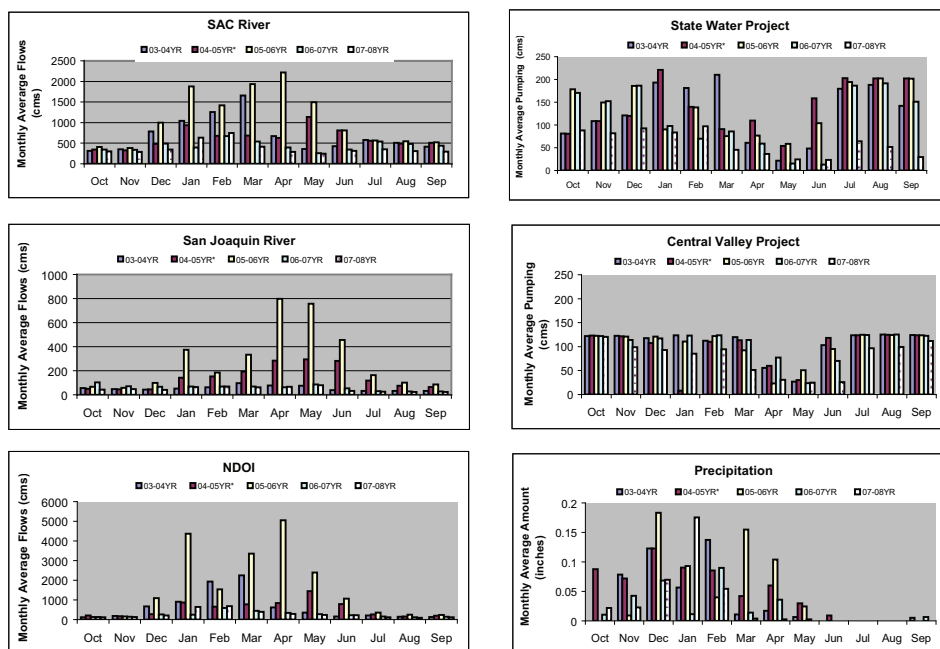 SAC River
03-04YR 04-05YR* 05-06YR 06-07YR 07-08YR
Monthly Averarge Flows
(cms)
2500
2000
1500
1000
500
0
Oct Nov Dec Jan Feb Mar Apr May Jun Jul Aug Sep
State Water Project
03-04YR 04-05YR* 05-06YR 06-07YR 07-08YR
Monthly Average Pumping
(cms)
250
200
150
100
50
0
Oct Nov Dec Jan Feb Mar Apr May Jun Jul Aug Sep
San Joaquin River
03-04YR 04-05YR* 05-06YR 06-07YR 07-08YR
Monthly Average Flows (cms)
1000
800
600
400
200
0
Oct Nov Dec Jan Feb Mar Apr May Jun Jul Aug Sep
Central Valley Project
03-04YR 04-05YR* 05-06YR 06-07YR 07-08YR
Monthly Average Pumping
(cms)
250
200
150
100
50
0
Oct Nov Dec Jan Feb Mar Apr May Jun Jul Aug Sep
NDOI
03-04YR 04-05YR* 05-06YR 06-07YR 07-08YR
Monthly Average Flows (cms)
6000
5000
4000
3000
2000
1000
0
Oct Nov Dec Jan Feb Mar Apr May Jun Jul Aug Sep
Precipitation
03-04YR 04-05YR* 05-06YR 06-07YR 07-08YR
Monthly Average Amount
(inches)
0.2
0.15
0.1
0.05
0
Oct Nov Dec Jan Feb Mar Apr May Jun Jul Aug Sep